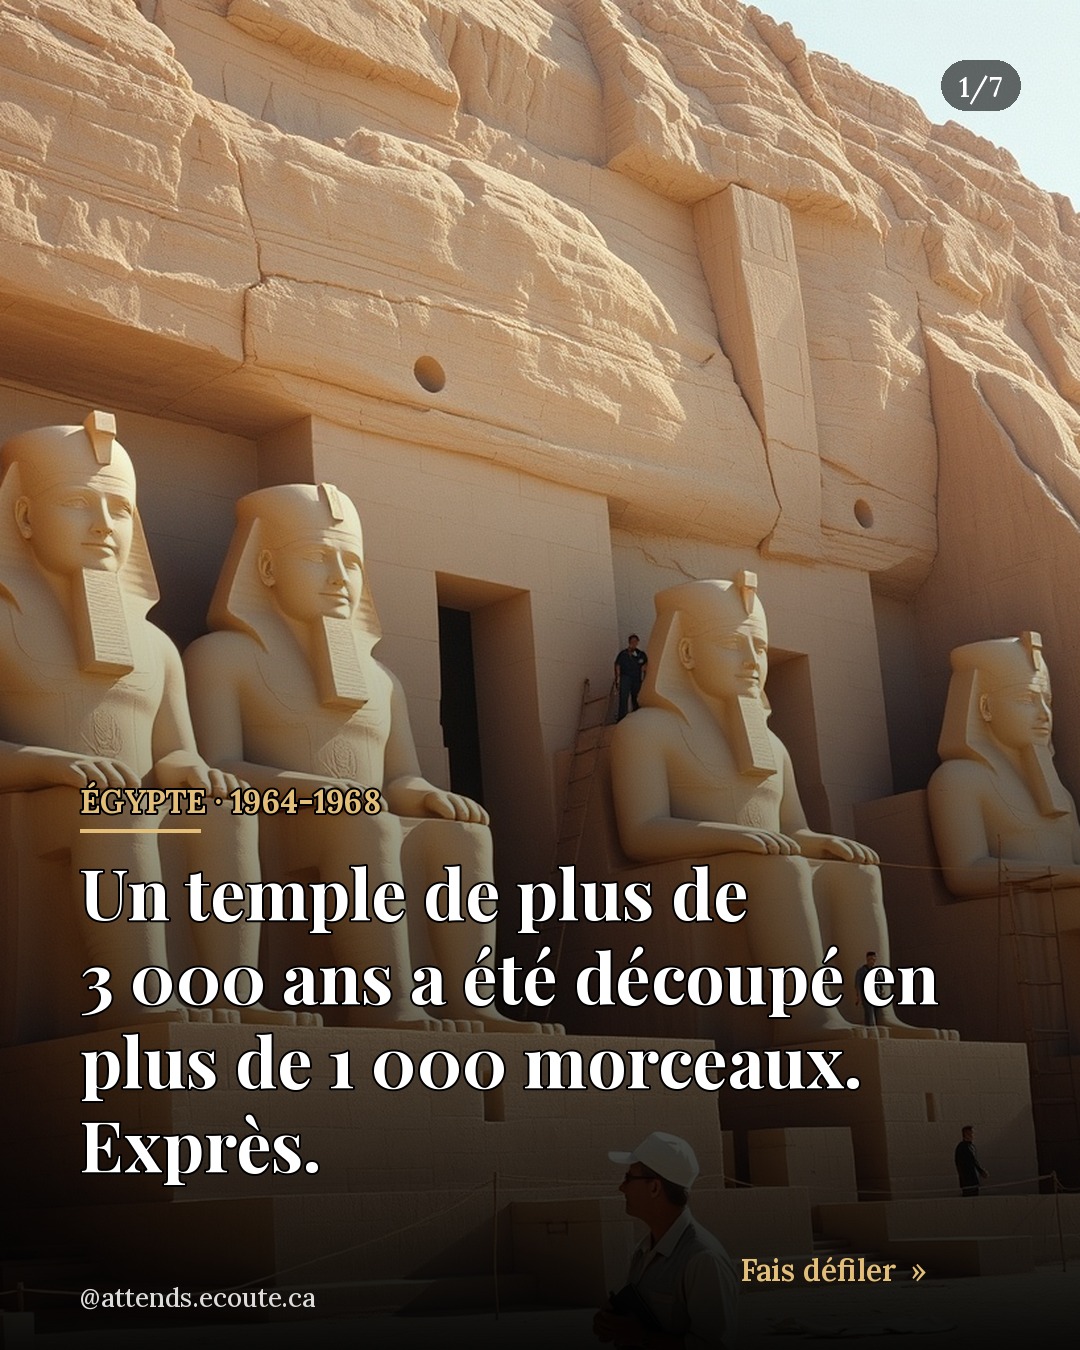 1/7
ÉGYPTE · 1964–1968
Un temple de plus de
3 000 ans a été découpé en
plus de 1 000 morceaux.
Exprès.
Fais défiler »
@attends.ecoute.ca